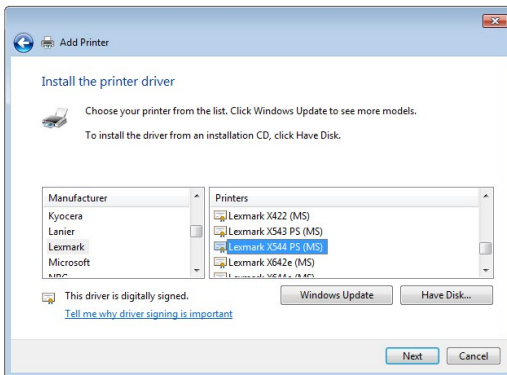 Add Printer
Install the printer driver
Choose your printer from the list. Click Windows Update to see more models.
To install the driver from an installation CD, click Have Disk.
Manufacturer
Kyocera
Lanier
Lexmark
Microsoft
Printers
Lexmark X422 (MS)
Lexmark X543 PS (MS)
Lexmark X544 PS (MS)
Lexmark X642e (MS)
This driver is digitally signed.
Tell me why driver signing is important
Windows Update
Have Disk...
Next
Cancel